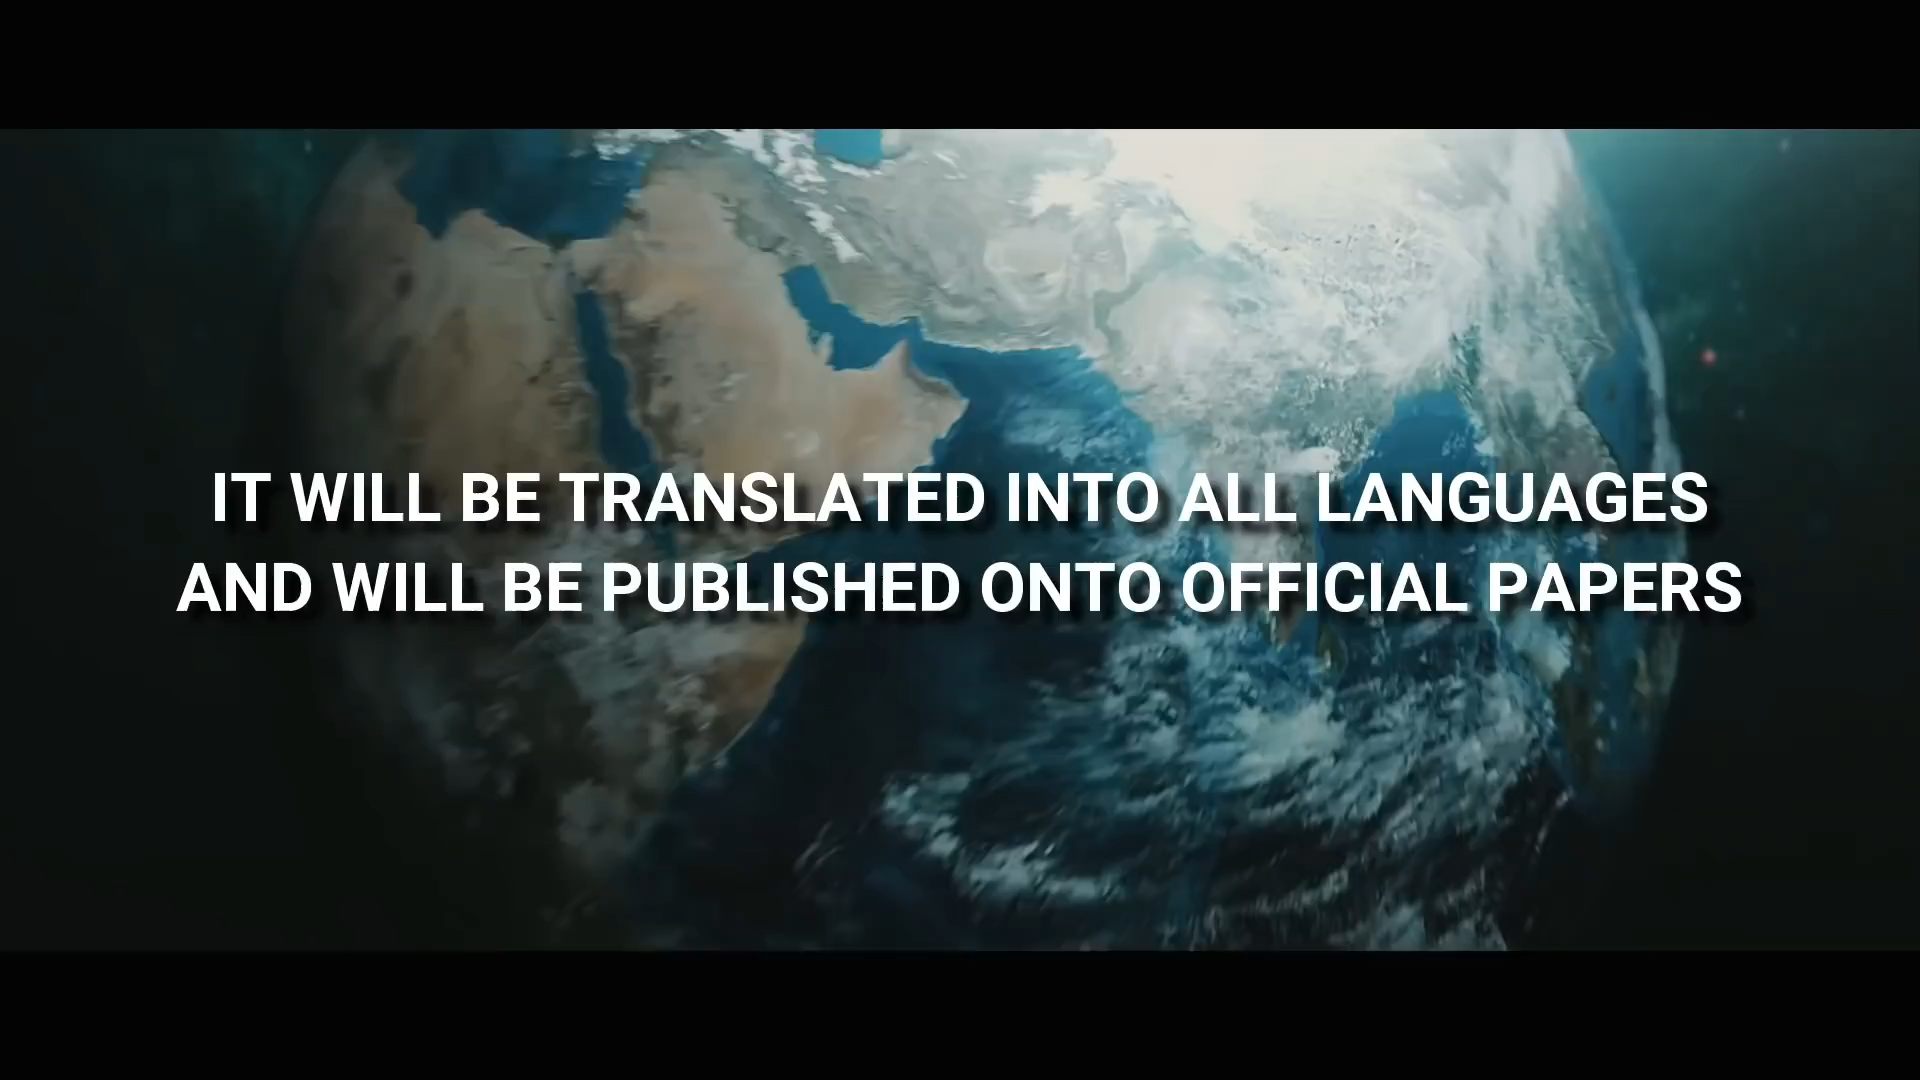 IT WILL BE TRANSLATED INTO ALL LANGUAGES
AND WILL BE PUBLISHED ONTO OFFICIAL PAPERS